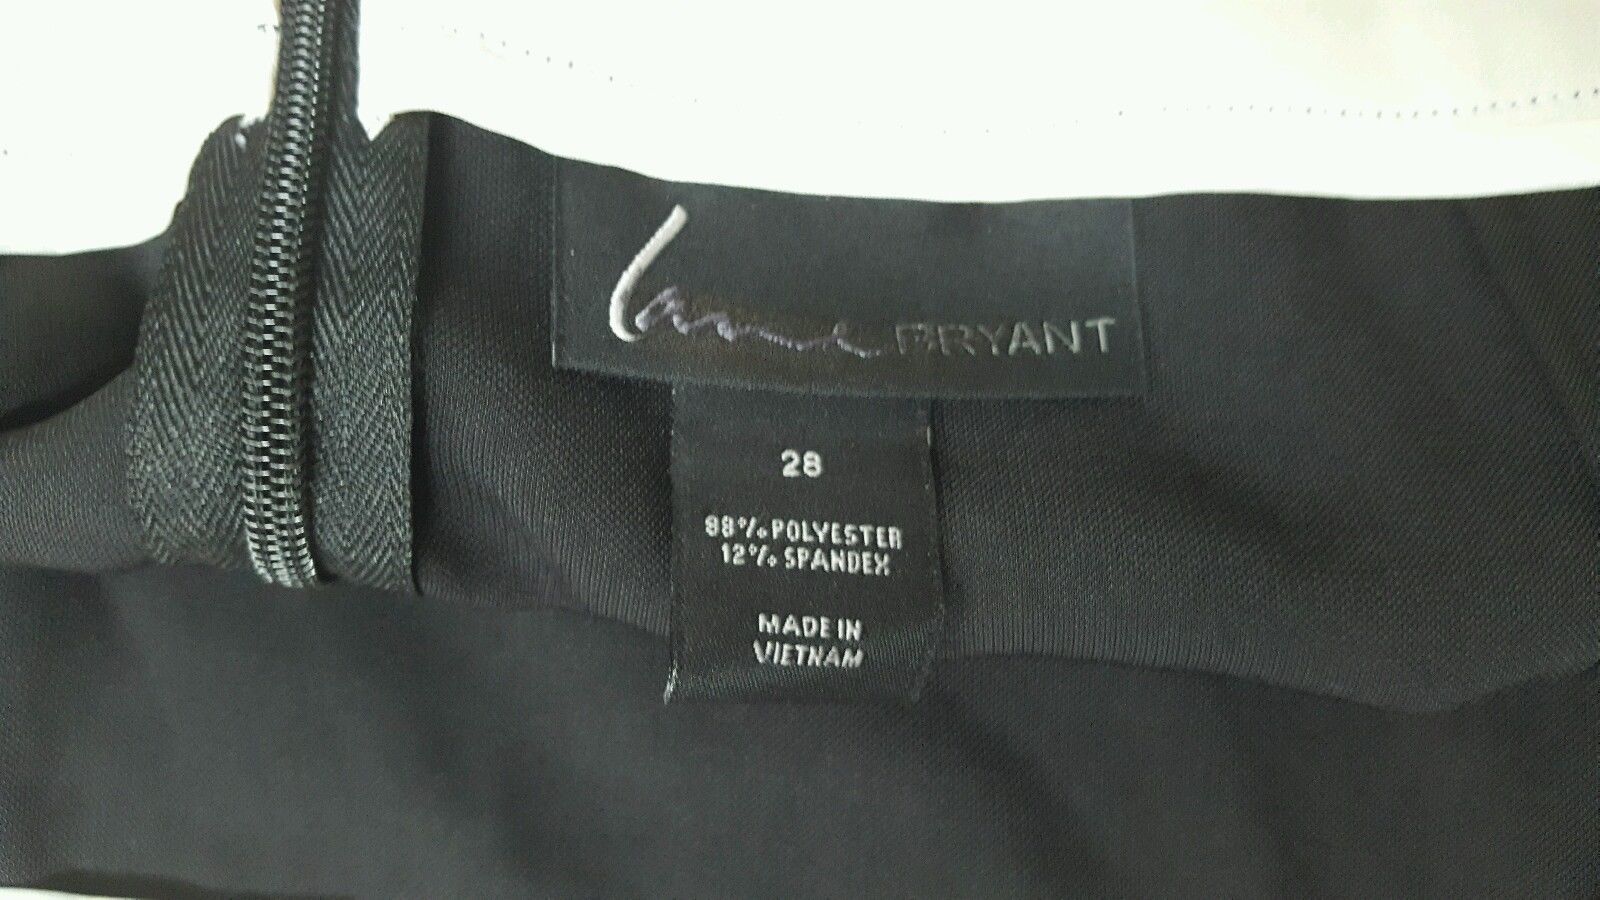 Lane BRYANT
28
88% POLYESTER
12% SPANDEX
MADE IN
VIETNAM